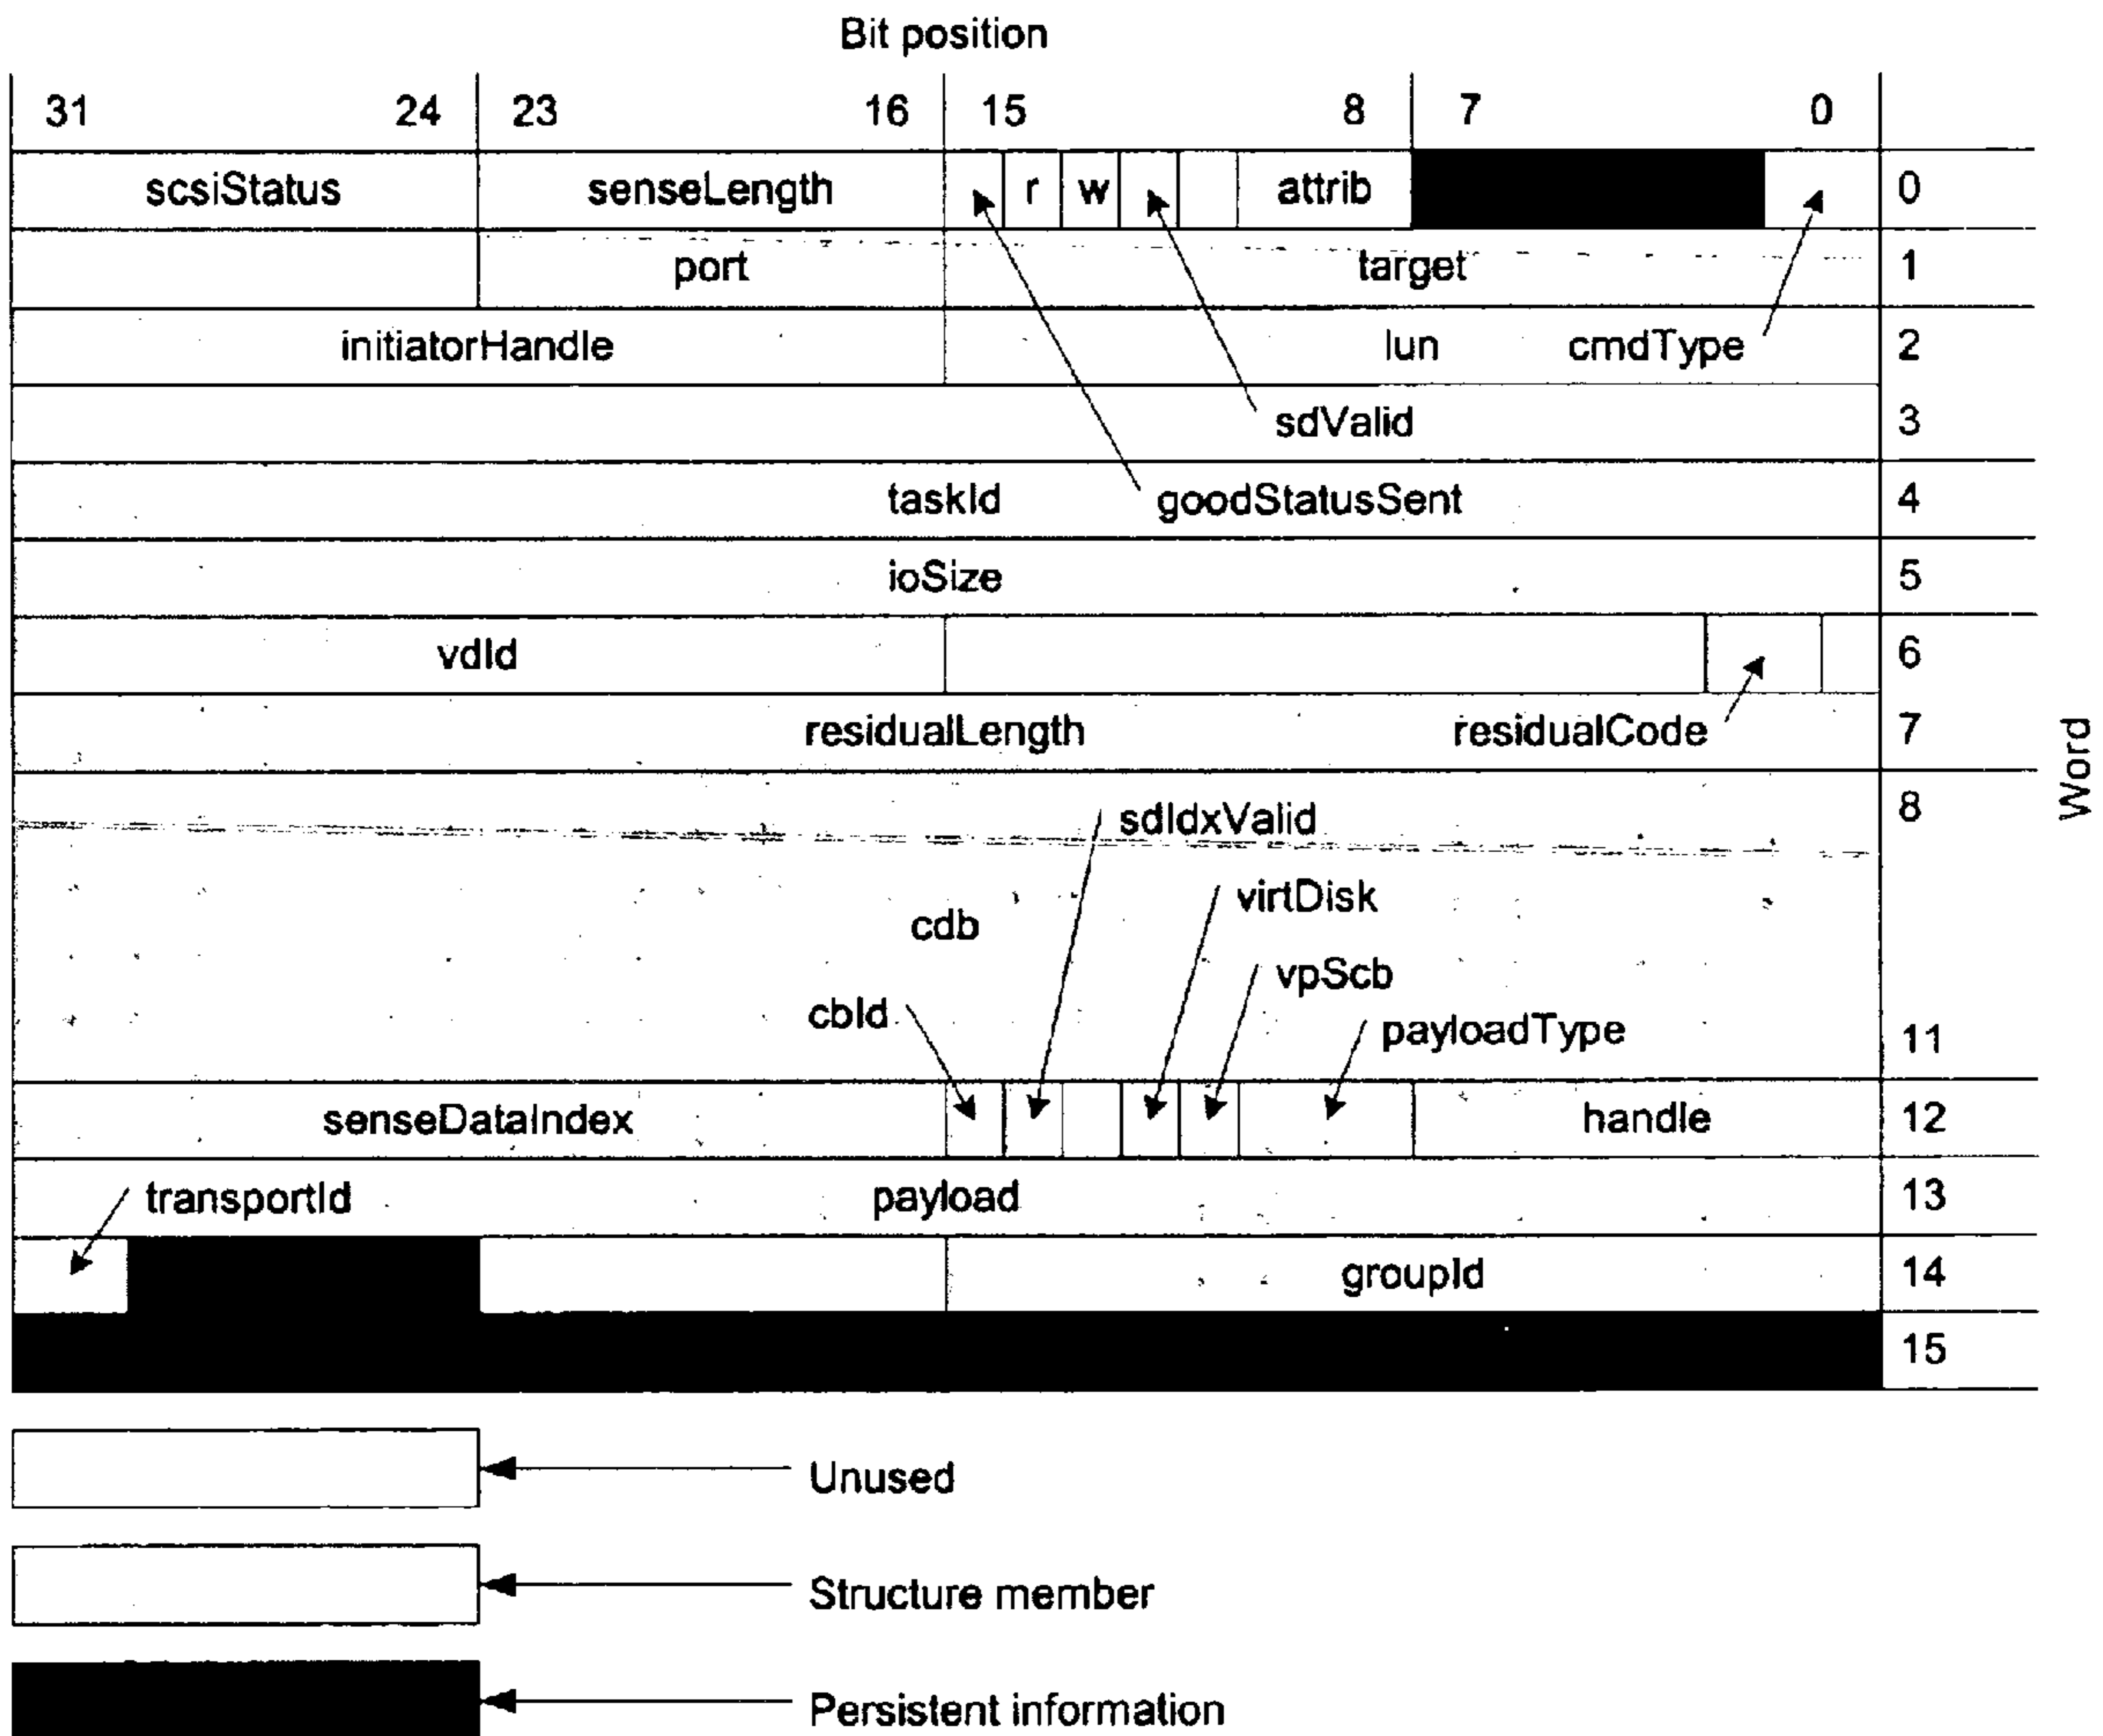 Bit position
31 24 23 16 15 8 7 0
scsiStatus senseLength r w attrib 0
port target 1
initiatorHandle lun cmdType 2
sdValid 3
taskId goodStatusSent 4
ioSize 5
vdId 6
residualLength residualCode 7
Word
sdIdxValid 8
virtDisk
cdb
vpScb
cbId
payloadType 11
senseDataIndex handle 12
transportId payload 13
groupId 14
15
Unused
Structure member
Persistent information